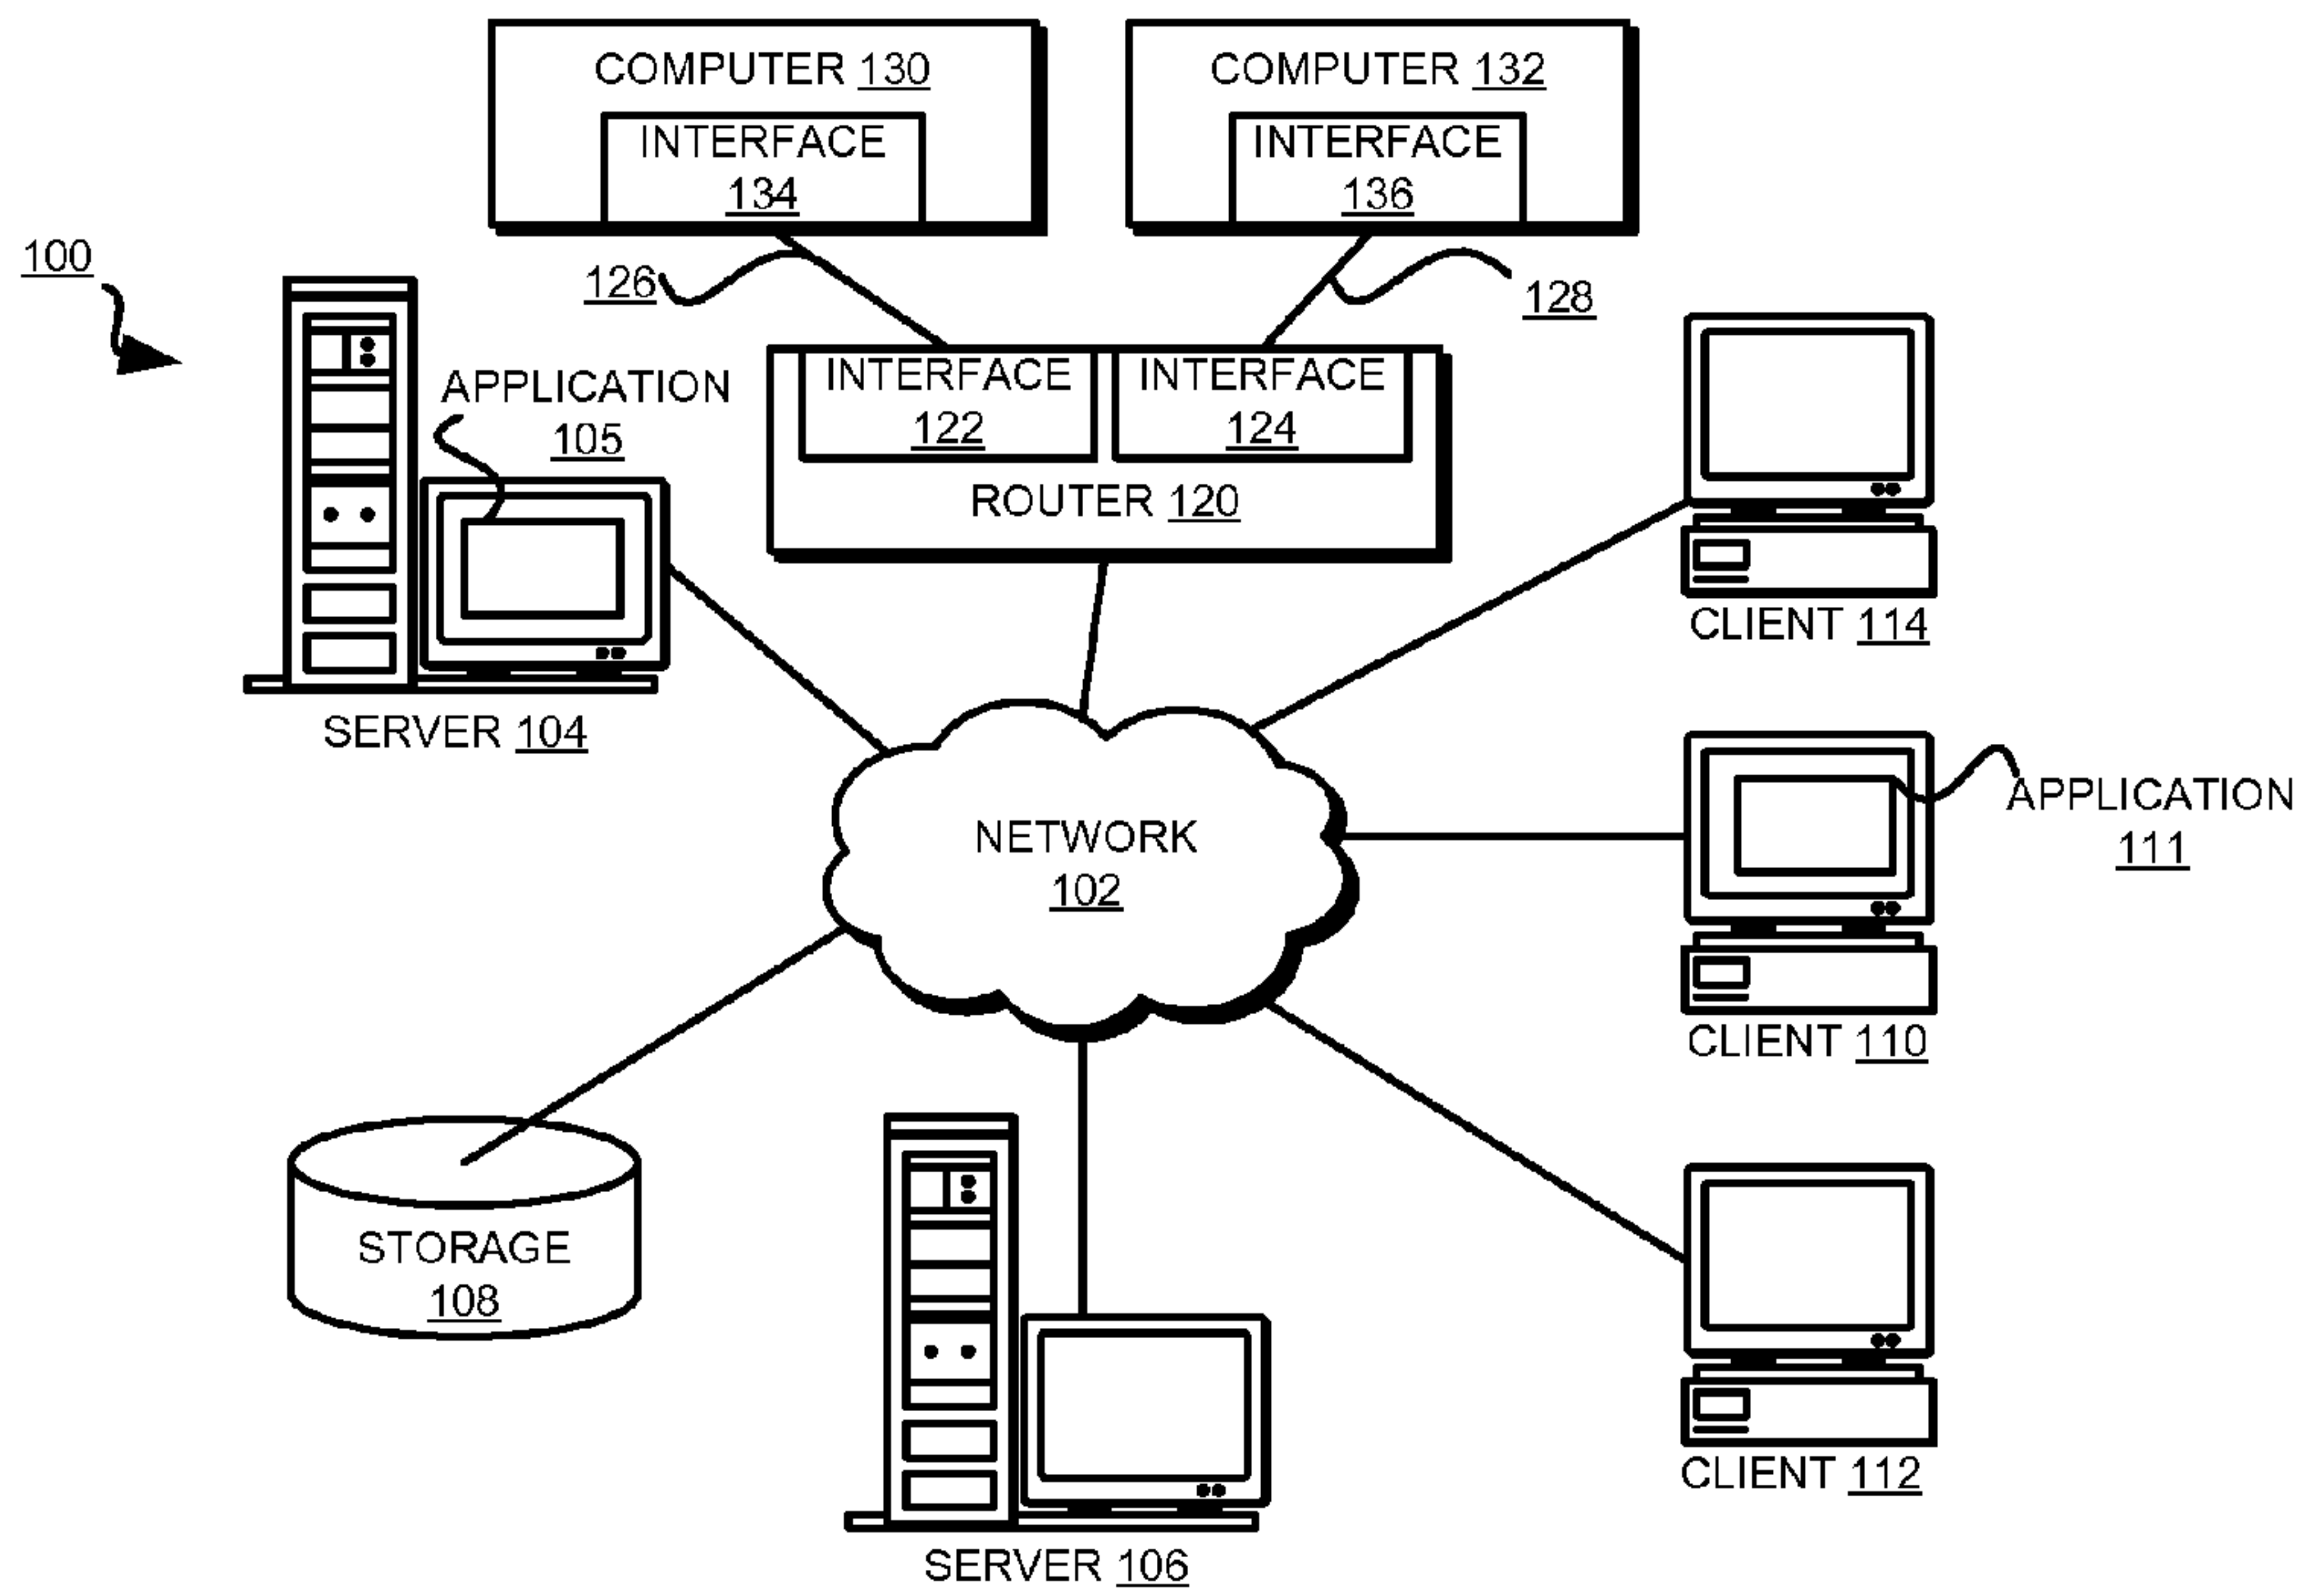 COMPUTER 130
INTERFACE
134
COMPUTER 132
INTERFACE
136
100
126
128
APPLICATION
105
INTERFACE
122
INTERFACE
124
ROUTER 120
CLIENT 114
SERVER 104
NETWORK
102
APPLICATION
111
CLIENT 110
STORAGE
108
CLIENT 112
SERVER 106